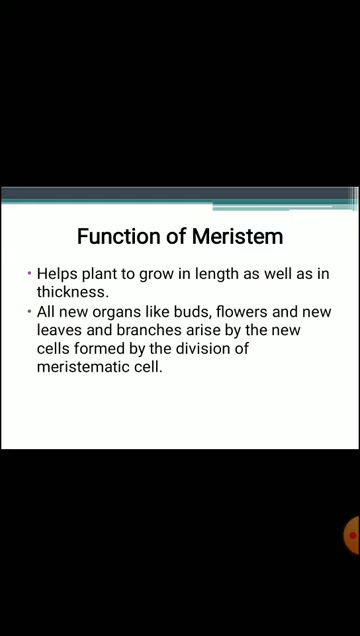 Function of Meristem
• Helps plant to grow in length as well as in
thickness.
• All new organs like buds, flowers and new
leaves and branches arise by the new
cells formed by the division of
meristematic cell.